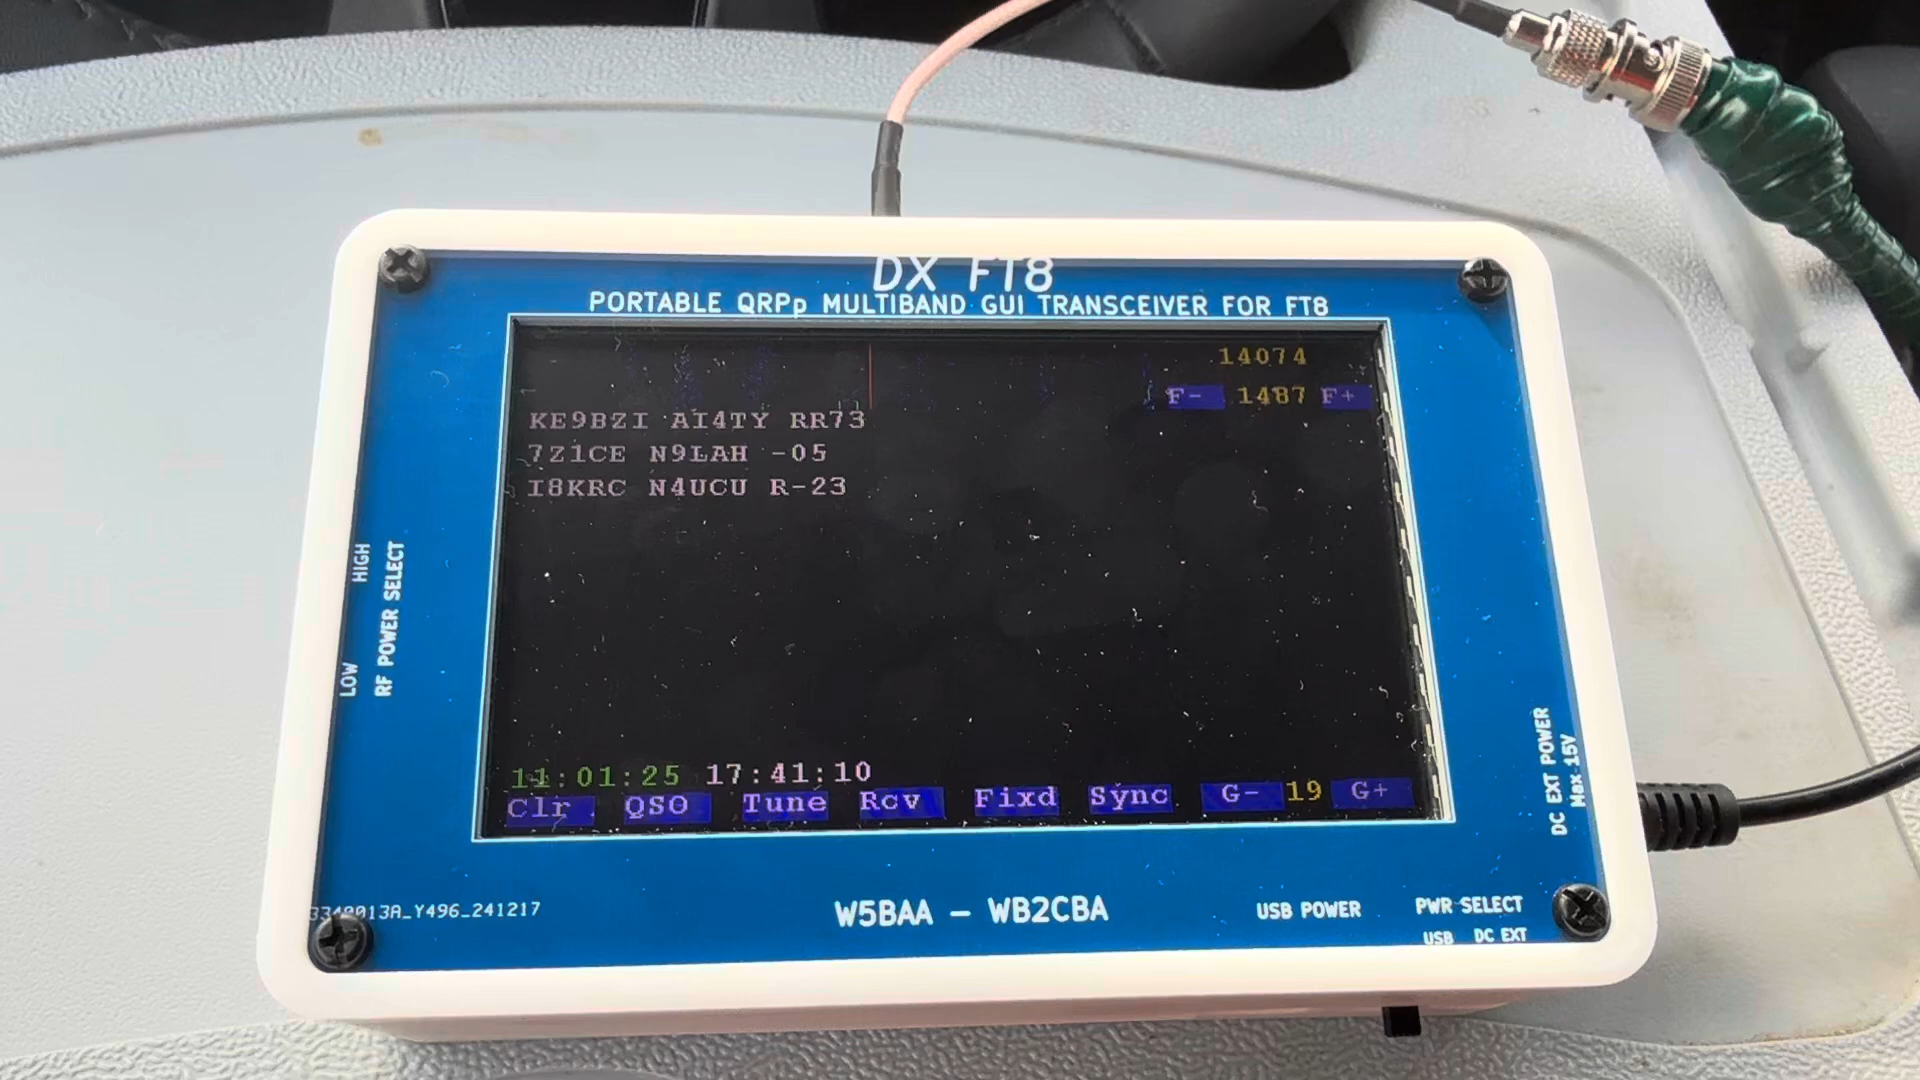 DX FT8
PORTABLE QRPp MULTIBAND GUI TRANSCEIVER FOR FT8
14074
F- 1487 F+
KE9BZI AI4TY RR73
7Z1CE N9LAH -05
I8KRC N4UCU R-23
HIGH
LOW
RF POWER SELECT
11:01:25 17:41:10
Clr QSO Tune Rcv Fixd Sync G- 19 G+
DC EXT POWER
Max 15V
W5BAA - WB2CBA
USB POWER
PWR SELECT
USB DC EXT